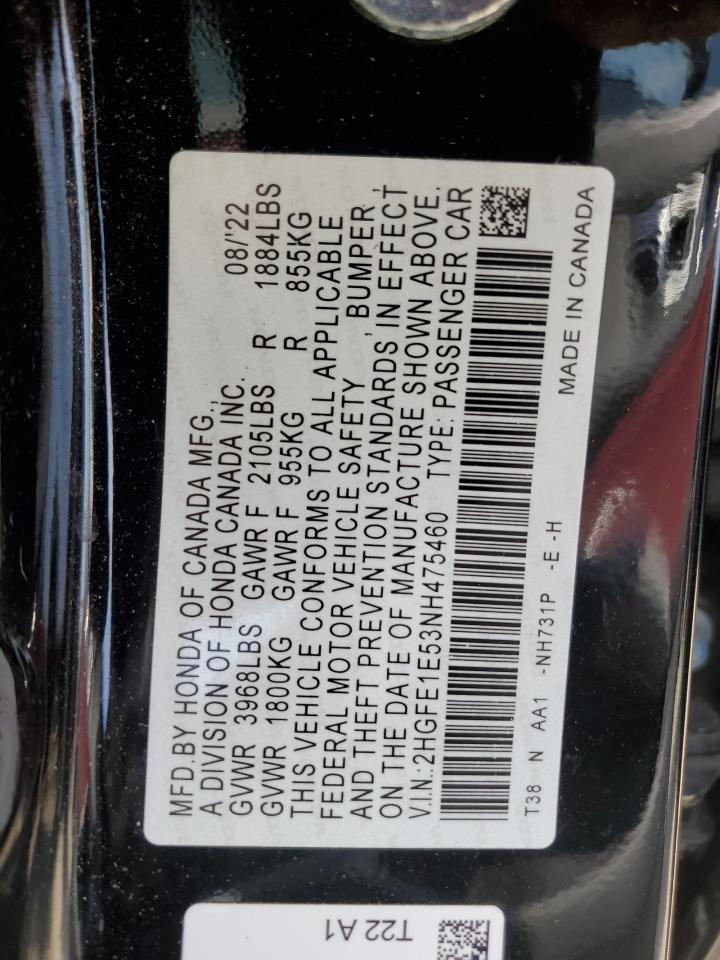 MFD.BY HONDA OF CANADA MFG.,
A DIVISION OF HONDA CANADA INC. 08/'22
GVWR 3968LBS GAWR F 2105LBS R 1884LBS
GVWR 1800KG GAWR F 955KG R 855KG
THIS VEHICLE CONFORMS TO ALL APPLICABLE
FEDERAL MOTOR VEHICLE SAFETY , BUMPER ,
AND THEFT PREVENTION STANDARDS IN EFFECT
ON THE DATE OF MANUFACTURE SHOWN ABOVE.
V.I.N.:2HGFE1E53NH475460 TYPE: PASSENGER CAR
T38 N AA1 -NH731P -E -H
MADE IN CANADA
T22 A1